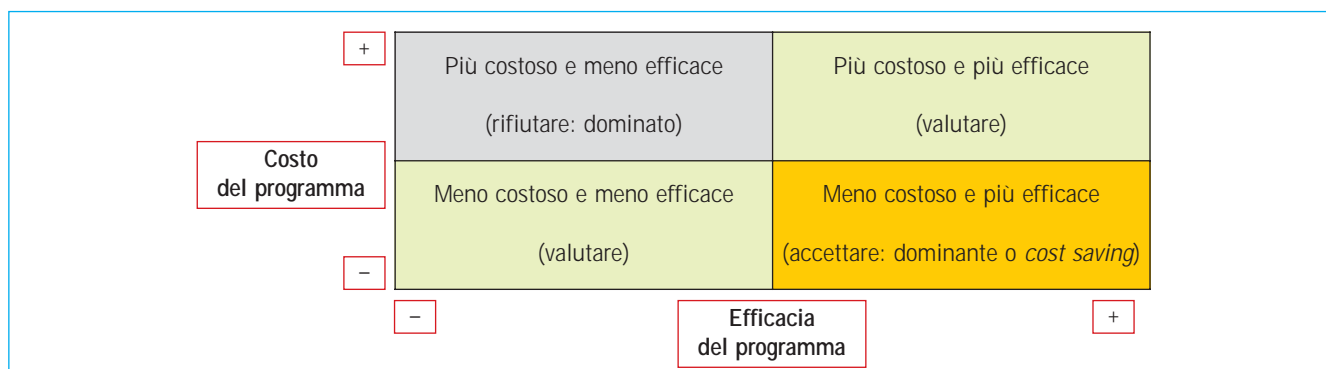 +
Più costoso e meno efficace
(rifiutare: dominato)
Più costoso e più efficace
(valutare)
Costo
del programma
Meno costoso e meno efficace
(valutare)
Meno costoso e più efficace
(accettare: dominante o cost saving)
–
–
Efficacia
del programma
+